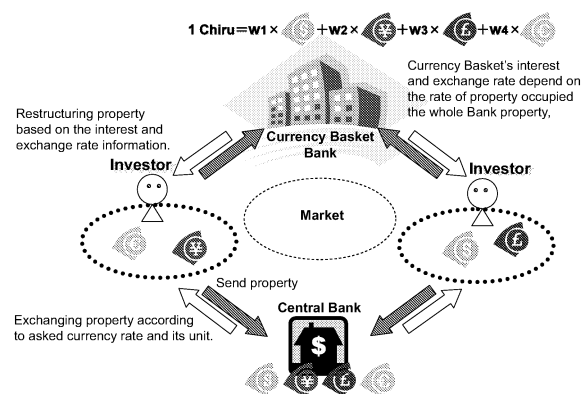 1 Chiru=w1× $ +w2× ¥ +w3× £ +w4× €
Currency Basket's interest
and exchange rate depend on
the rate of property occupied
the whole Bank property,
Restructuring property
based on the interest and
exchange rate information.
Currency Basket
Bank
Investor
Investor
Market
€ ¥
$ £
Send property
Central Bank
Exchanging property according
to asked currency rate and its unit.
$
$ ¥ £ €